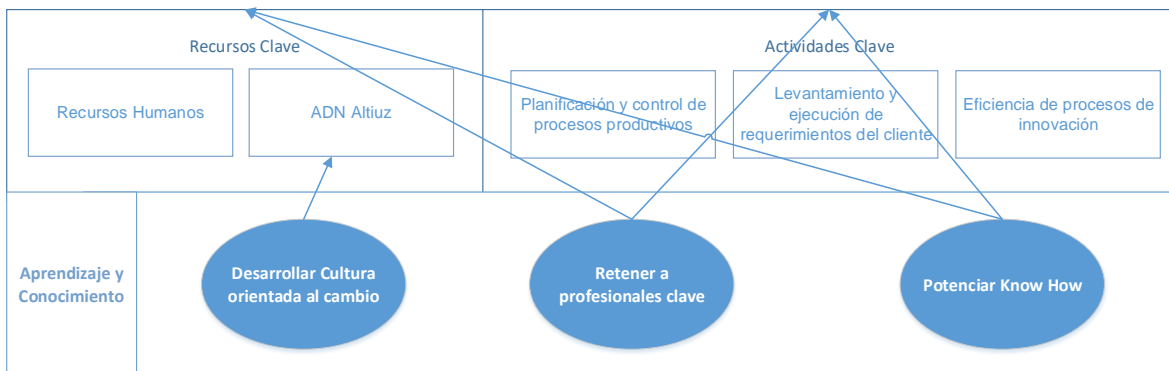 Recursos Clave
Actividades Clave
Recursos Humanos
ADN Altiuz
Planificación y control de
procesos productivos
Levantamiento y
ejecución de
requerimientos del cliente
Eficiencia de procesos de
innovación
Aprendizaje y
Conocimiento
Desarrollar Cultura
orientada al cambio
Retener a
profesionales clave
Potenciar Know How